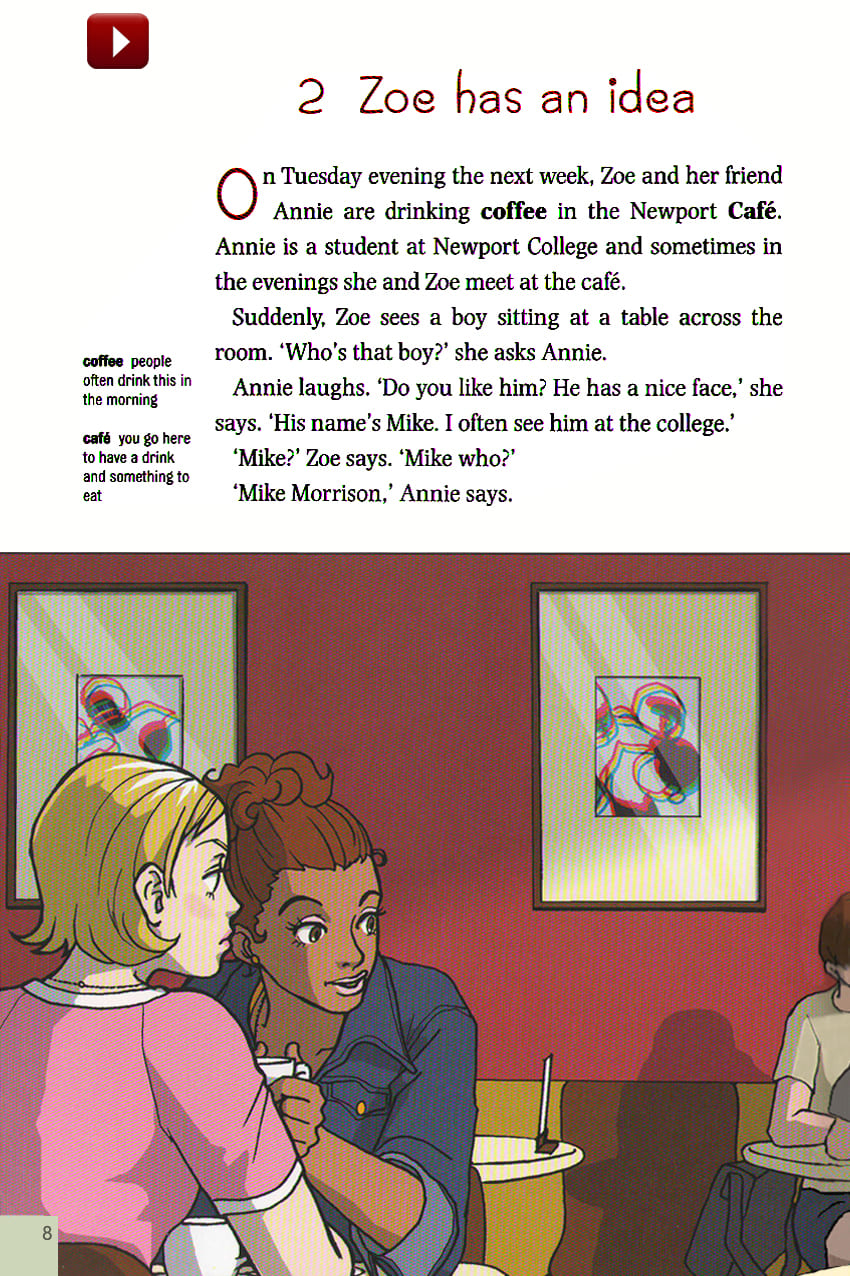 2 Zoe has an idea
On Tuesday evening the next week, Zoe and her friend
Annie are drinking coffee in the Newport Café.
Annie is a student at Newport College and sometimes in
the evenings she and Zoe meet at the café.
Suddenly, Zoe sees a boy sitting at a table across the
room. ‘Who’s that boy?’ she asks Annie.
Annie laughs. ‘Do you like him? He has a nice face,’ she
says. ‘His name’s Mike. I often see him at the college.’
‘Mike?’ Zoe says. ‘Mike who?’
‘Mike Morrison,’ Annie says.
coffee people
often drink this in
the morning
café you go here
to have a drink
and something to
eat
8